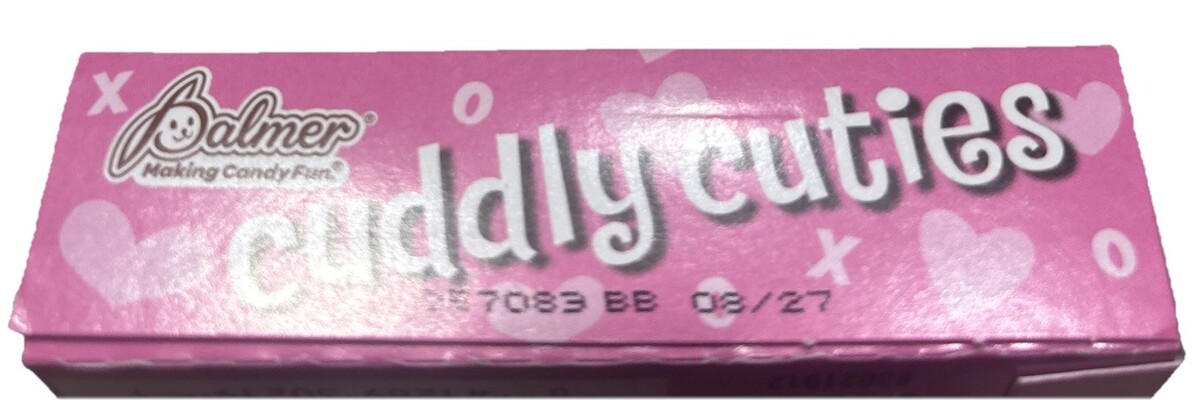 Palmer®
Making Candy Fun.®
cuddly cuties
7083 BB 08/27